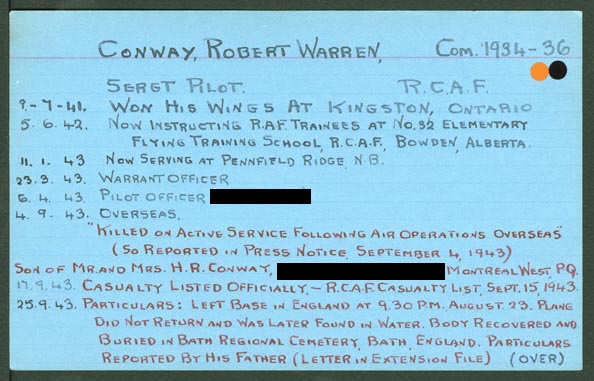 CONWAY, ROBERT WARREN, COM. 1934-36
SERGT PILOT. R.C.A.F.
9-7-41. WON HIS WINGS AT KINGSTON, ONTARIO
5.6.42. NOW INSTRUCTING R.A.F. TRAINEES AT NO. 32 ELEMENTARY
FLYING TRAINING SCHOOL, R.C.A.F., BOWDEN, ALBERTA.
11.1.43 NOW SERVING AT PENNFIELD RIDGE, N.B.
23.3.43. WARRANT OFFICER
6.4.43. PILOT OFFICER
4.9.43. OVERSEAS.
"KILLED ON ACTIVE SERVICE FOLLOWING AIR OPERATIONS OVERSEAS"
(SO REPORTED IN PRESS NOTICE, SEPTEMBER 4, 1943)
SON OF MR. AND MRS. H.R. CONWAY, MONTREAL WEST, P.Q.
17.9.43. CASUALTY LISTED OFFICIALLY, - R.C.A.F. CASUALTY LIST, SEPT. 15, 1943.
25.9.43. PARTICULARS: LEFT BASE IN ENGLAND AT 9.30 P.M. AUGUST 23. PLANE
DID NOT RETURN AND WAS LATER FOUND IN WATER. BODY RECOVERED AND
BURIED IN BATH REGIONAL CEMETERY, BATH, ENGLAND. PARTICULARS
REPORTED BY HIS FATHER (LETTER IN EXTENSION FILE) (OVER)